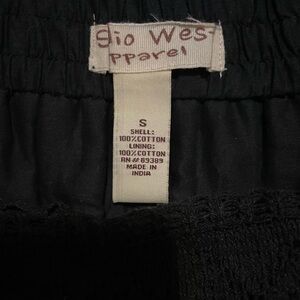 Sio Wes
pparel
S
SHELL:
100%COTTON
LINING:
100%COTTON
RN# 89389
MADE IN
INDIA